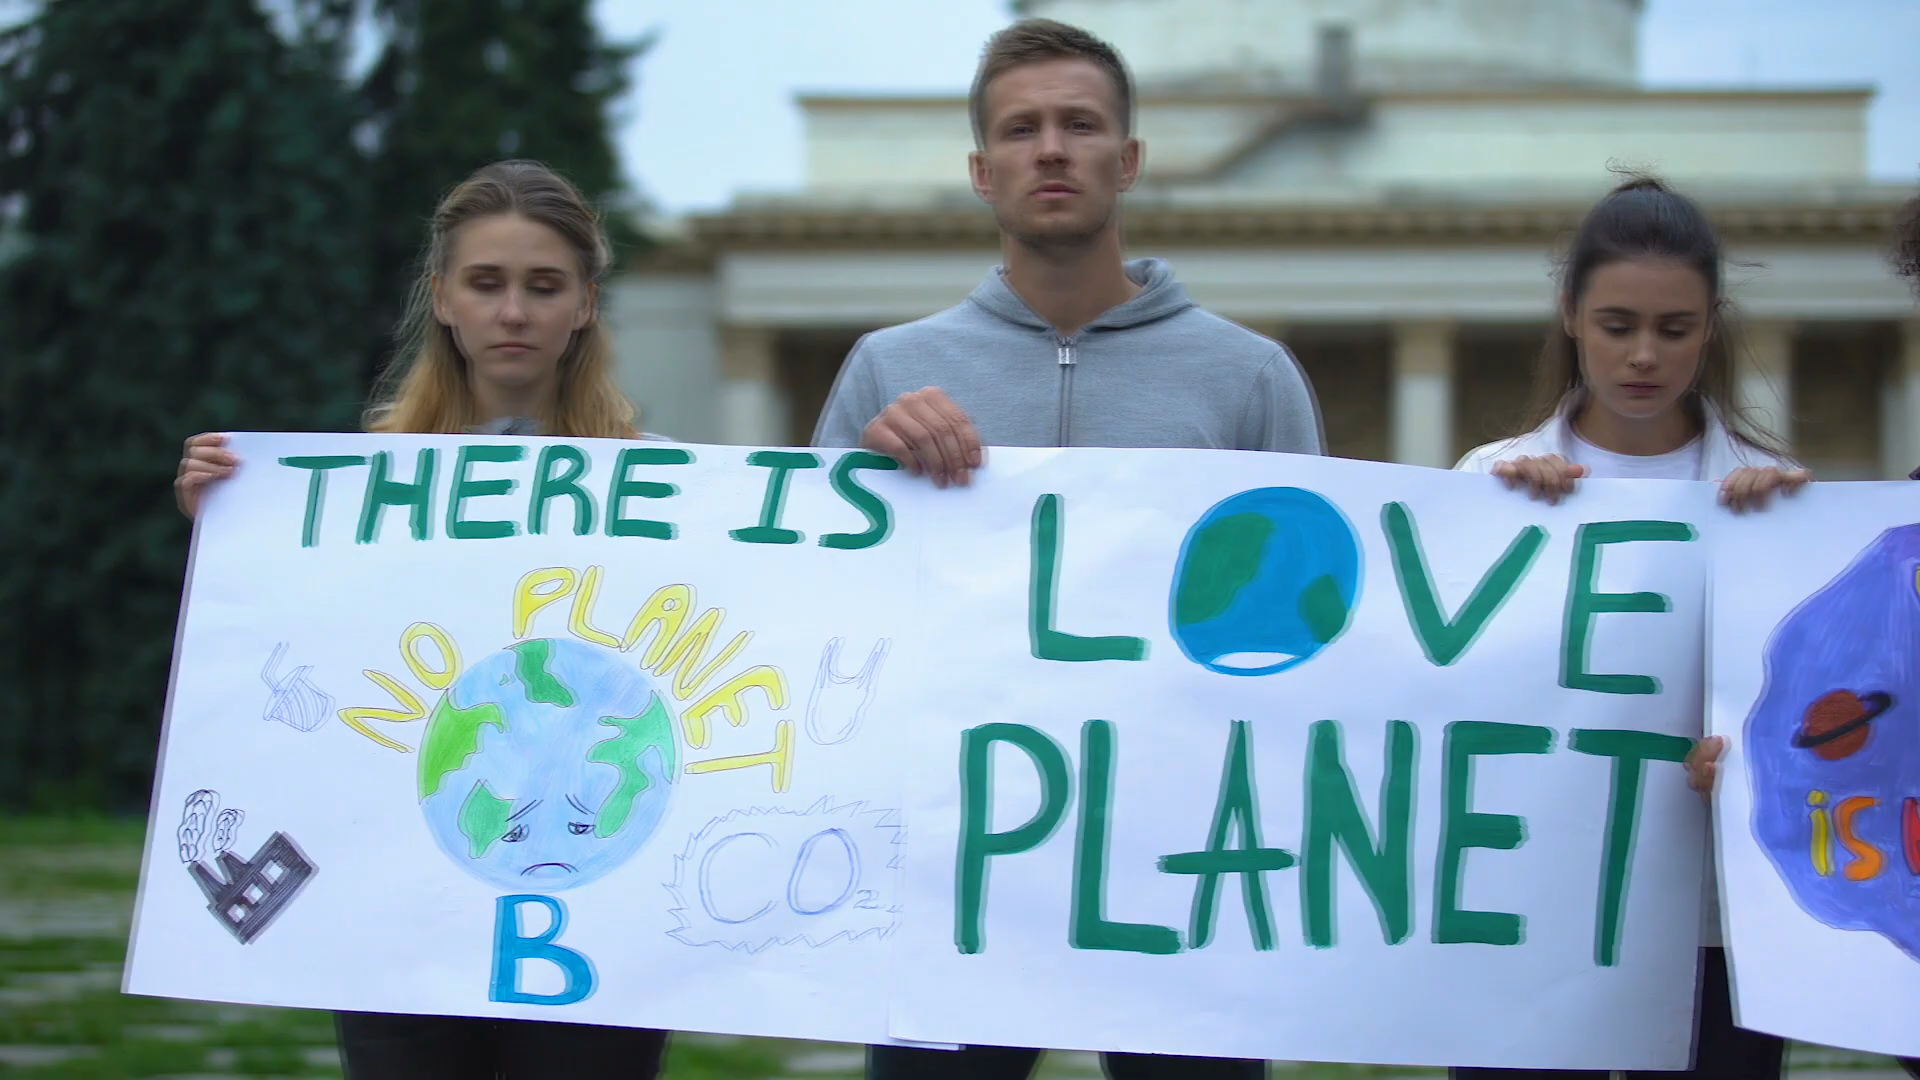 THERE IS
NO PLANET
B
CO₂
LOVE
PLANET
is